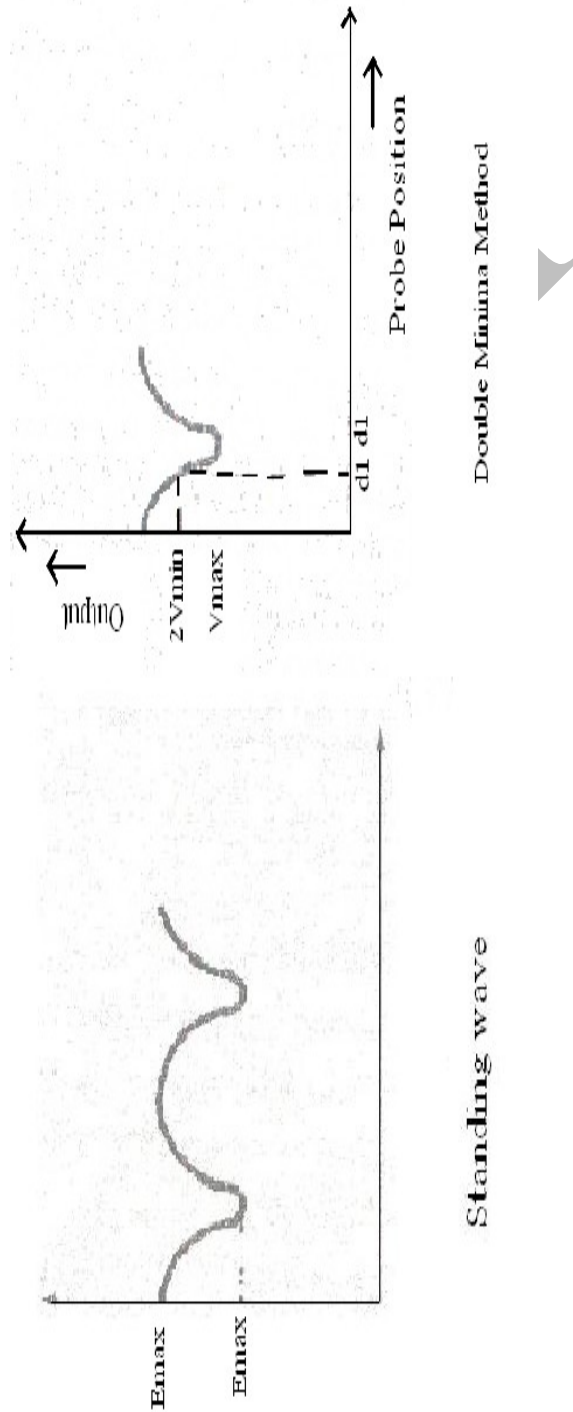 Output
2Vmin
Vmax
d1 d1
Probe Position
Double Minima Method
Emax
Emax
Standing wave